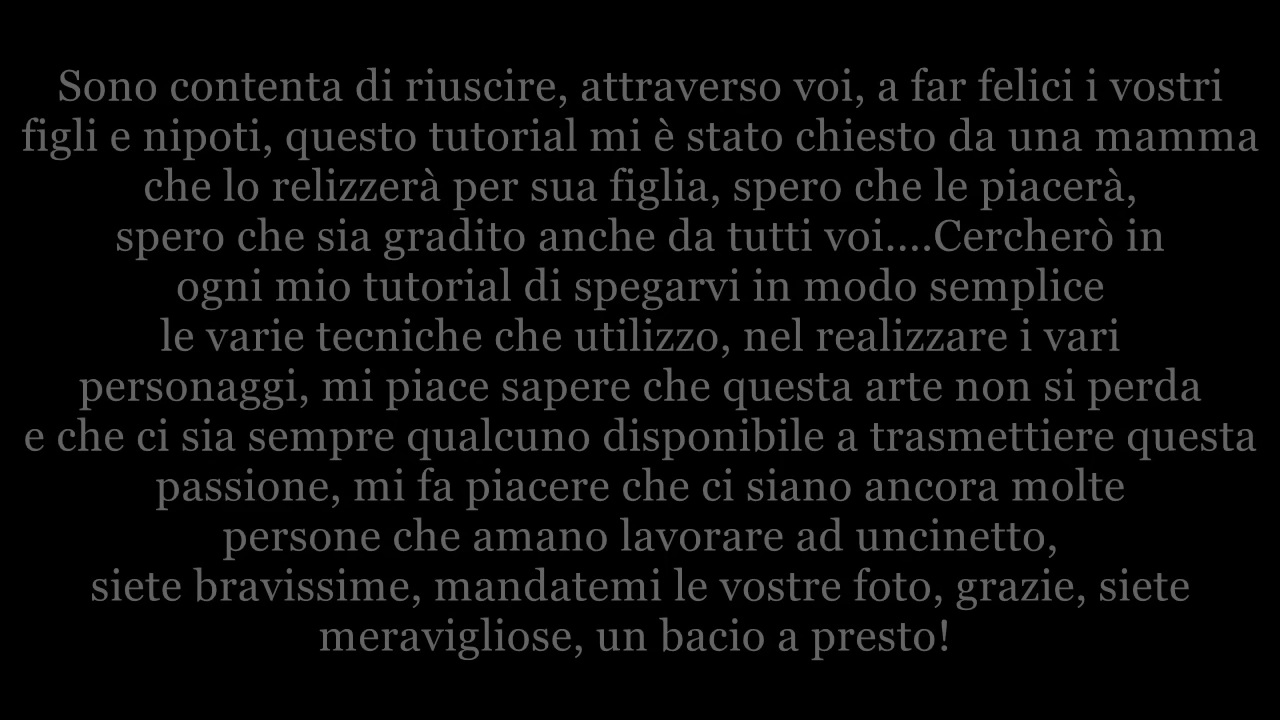 Sono contenta di riuscire, attraverso voi, a far felici i vostri
figli e nipoti, questo tutorial mi è stato chiesto da una mamma
che lo relizzerà per sua figlia, spero che le piacerà,
spero che sia gradito anche da tutti voi....Cercherò in
ogni mio tutorial di spegarvi in modo semplice
le varie tecniche che utilizzo, nel realizzare i vari
personaggi, mi piace sapere che questa arte non si perda
e che ci sia sempre qualcuno disponibile a trasmettiere questa
passione, mi fa piacere che ci siano ancora molte
persone che amano lavorare ad uncinetto,
siete bravissime, mandatemi le vostre foto, grazie, siete
meravigliose, un bacio a presto!